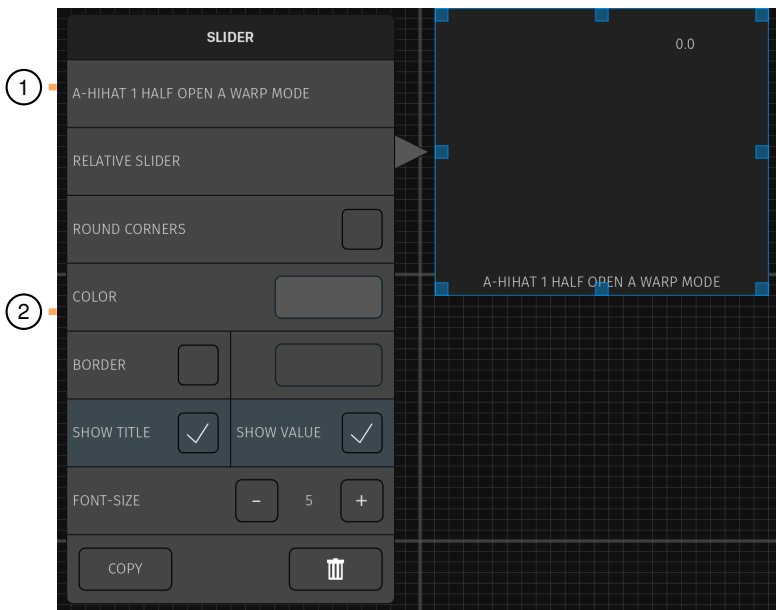 SLIDER
1
A-HIHAT 1 HALF OPEN A WARP MODE
RELATIVE SLIDER
ROUND CORNERS
2
COLOR
BORDER
SHOW TITLE
SHOW VALUE
FONT-SIZE
-
5
+
COPY
0.0
A-HIHAT 1 HALF OPEN A WARP MODE